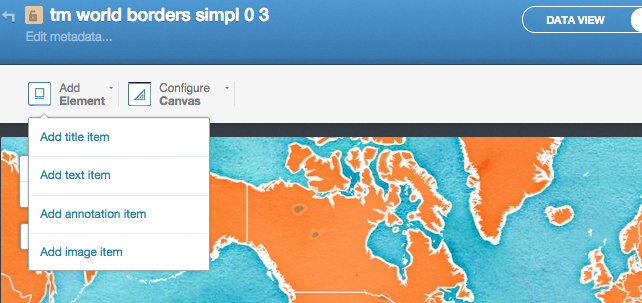 tm world borders simpl 0 3
Edit metadata...
DATA VIEW
Add
Element
Configure
Canvas
Add title item
Add text item
Add annotation item
Add image item